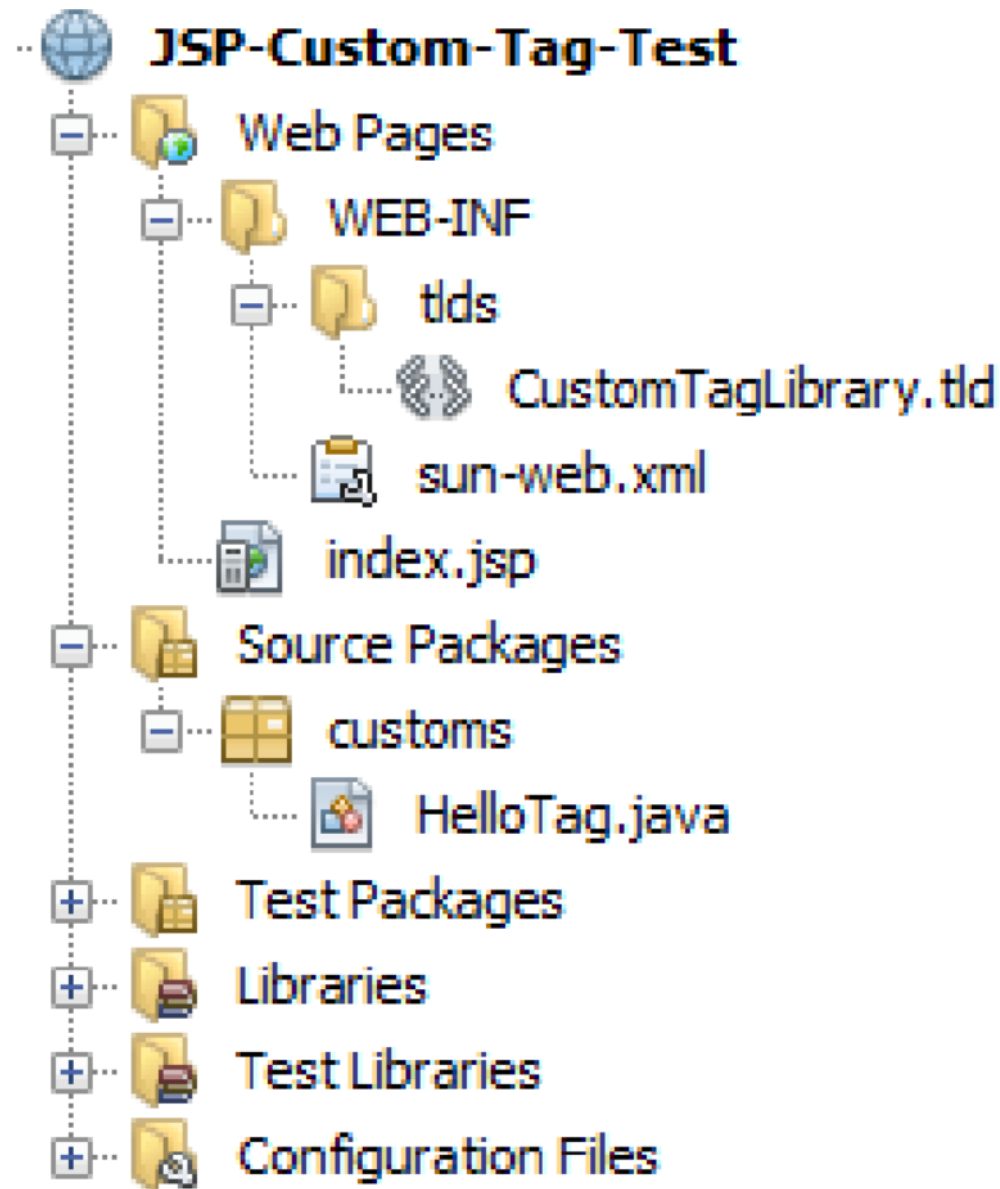 JSP-Custom-Tag-Test
Web Pages
WEB-INF
tlds
CustomTagLibrary.tld
sun-web.xml
index.jsp
Source Packages
customs
HelloTag.java
Test Packages
Libraries
Test Libraries
Configuration Files